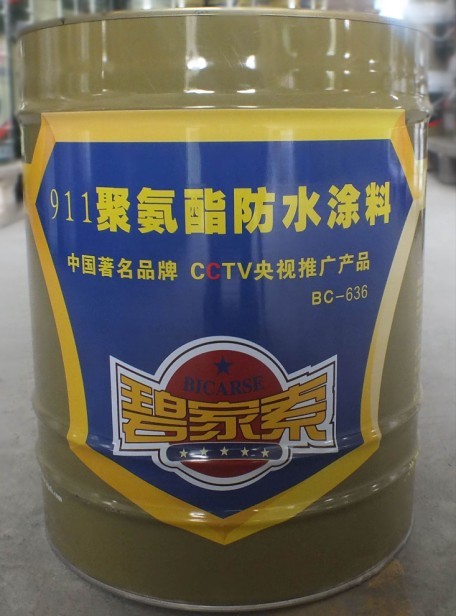 911聚氨酯防水涂料
中国著名品牌 CCTV央视推广产品
BC-636
BICARSE
碧家索